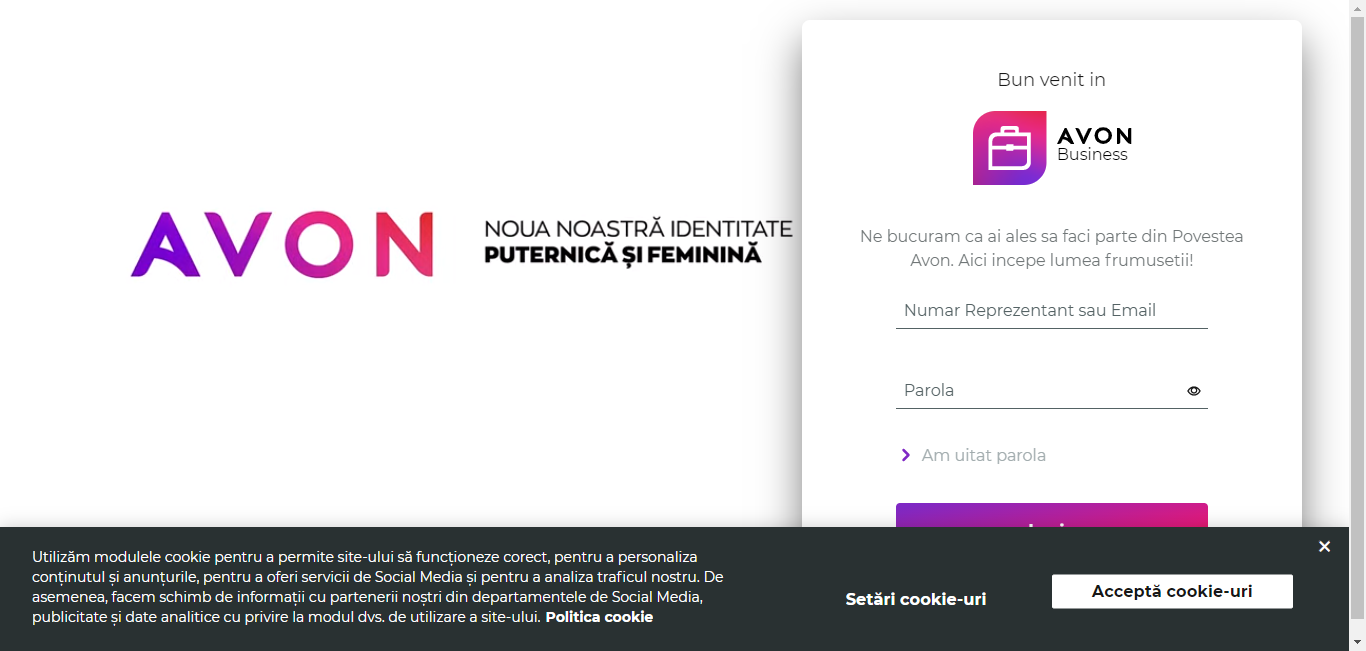 Bun venit in
AVON
Business
AVON
NOUA NOASTRĂ IDENTITATE
PUTERNICĂ ȘI FEMININĂ
Ne bucuram ca ai ales sa faci parte din Povestea
Avon. Aici incepe lumea frumusetii!
Numar Reprezentant sau Email
Parola
Am uitat parola
Utilizăm modulele cookie pentru a permite site-ului să funcționeze corect, pentru a personaliza
conținutul și anunțurile, pentru a oferi servicii de Social Media și pentru a analiza traficul nostru. De
asemenea, facem schimb de informații cu partenerii noștri din departamentele de Social Media,
publicitate și date analitice cu privire la modul dvs. de utilizare a site-ului. Politica cookie
Setări cookie-uri
Acceptă cookie-uri